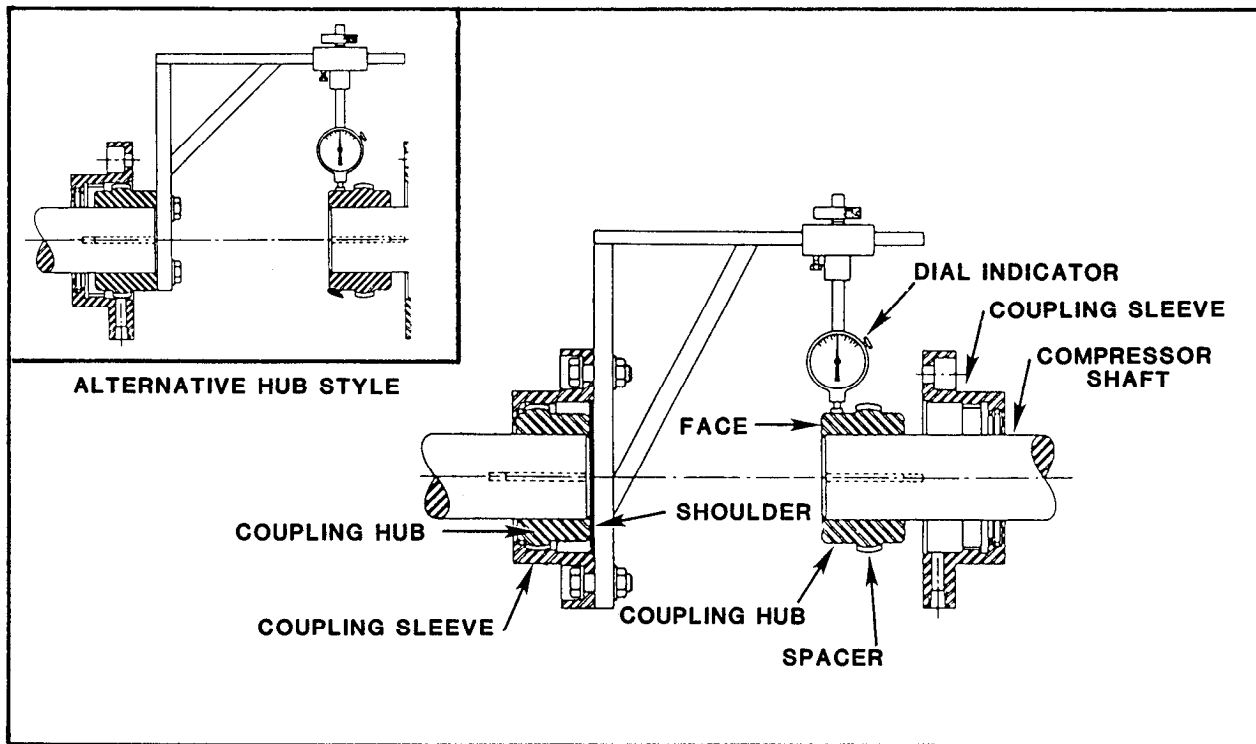 ALTERNATIVE HUB STYLE
DIAL INDICATOR
COUPLING SLEEVE
COMPRESSOR
SHAFT
FACE
SHOULDER
COUPLING HUB
COUPLING SLEEVE
COUPLING HUB
SPACER